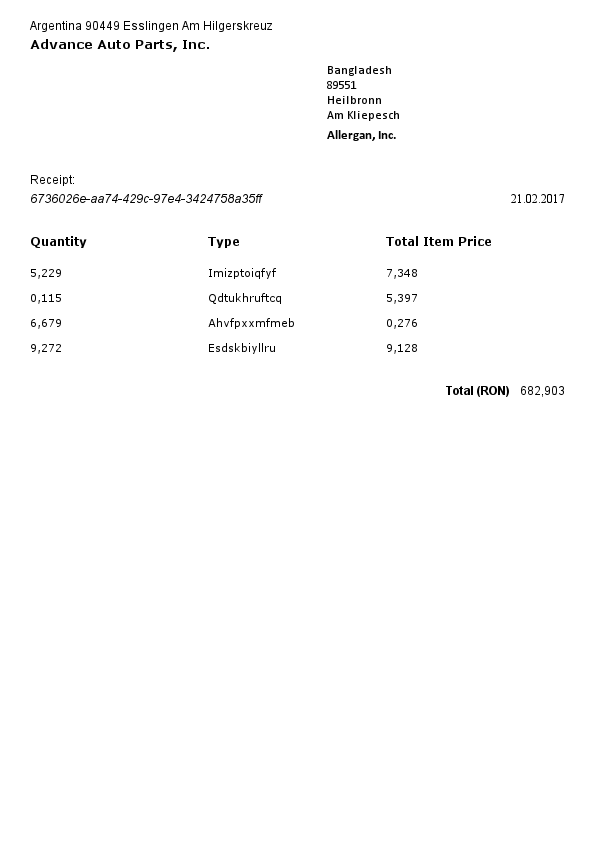 Argentina 90449 Esslingen Am Hilgerskreuz
Advance Auto Parts, Inc.
Bangladesh
89551
Heilbronn
Am Kliepesch
Allergan, Inc.
Receipt:
6736026e-aa74-429c-97e4-3424758a35ff 21.02.2017
Quantity Type Total Item Price
5,229 Imizptoiqfyf 7,348
0,115 Qdtukhruftcq 5,397
6,679 Ahvfpxxmfmeb 0,276
9,272 Esdskbiyllru 9,128
Total (RON) 682,903